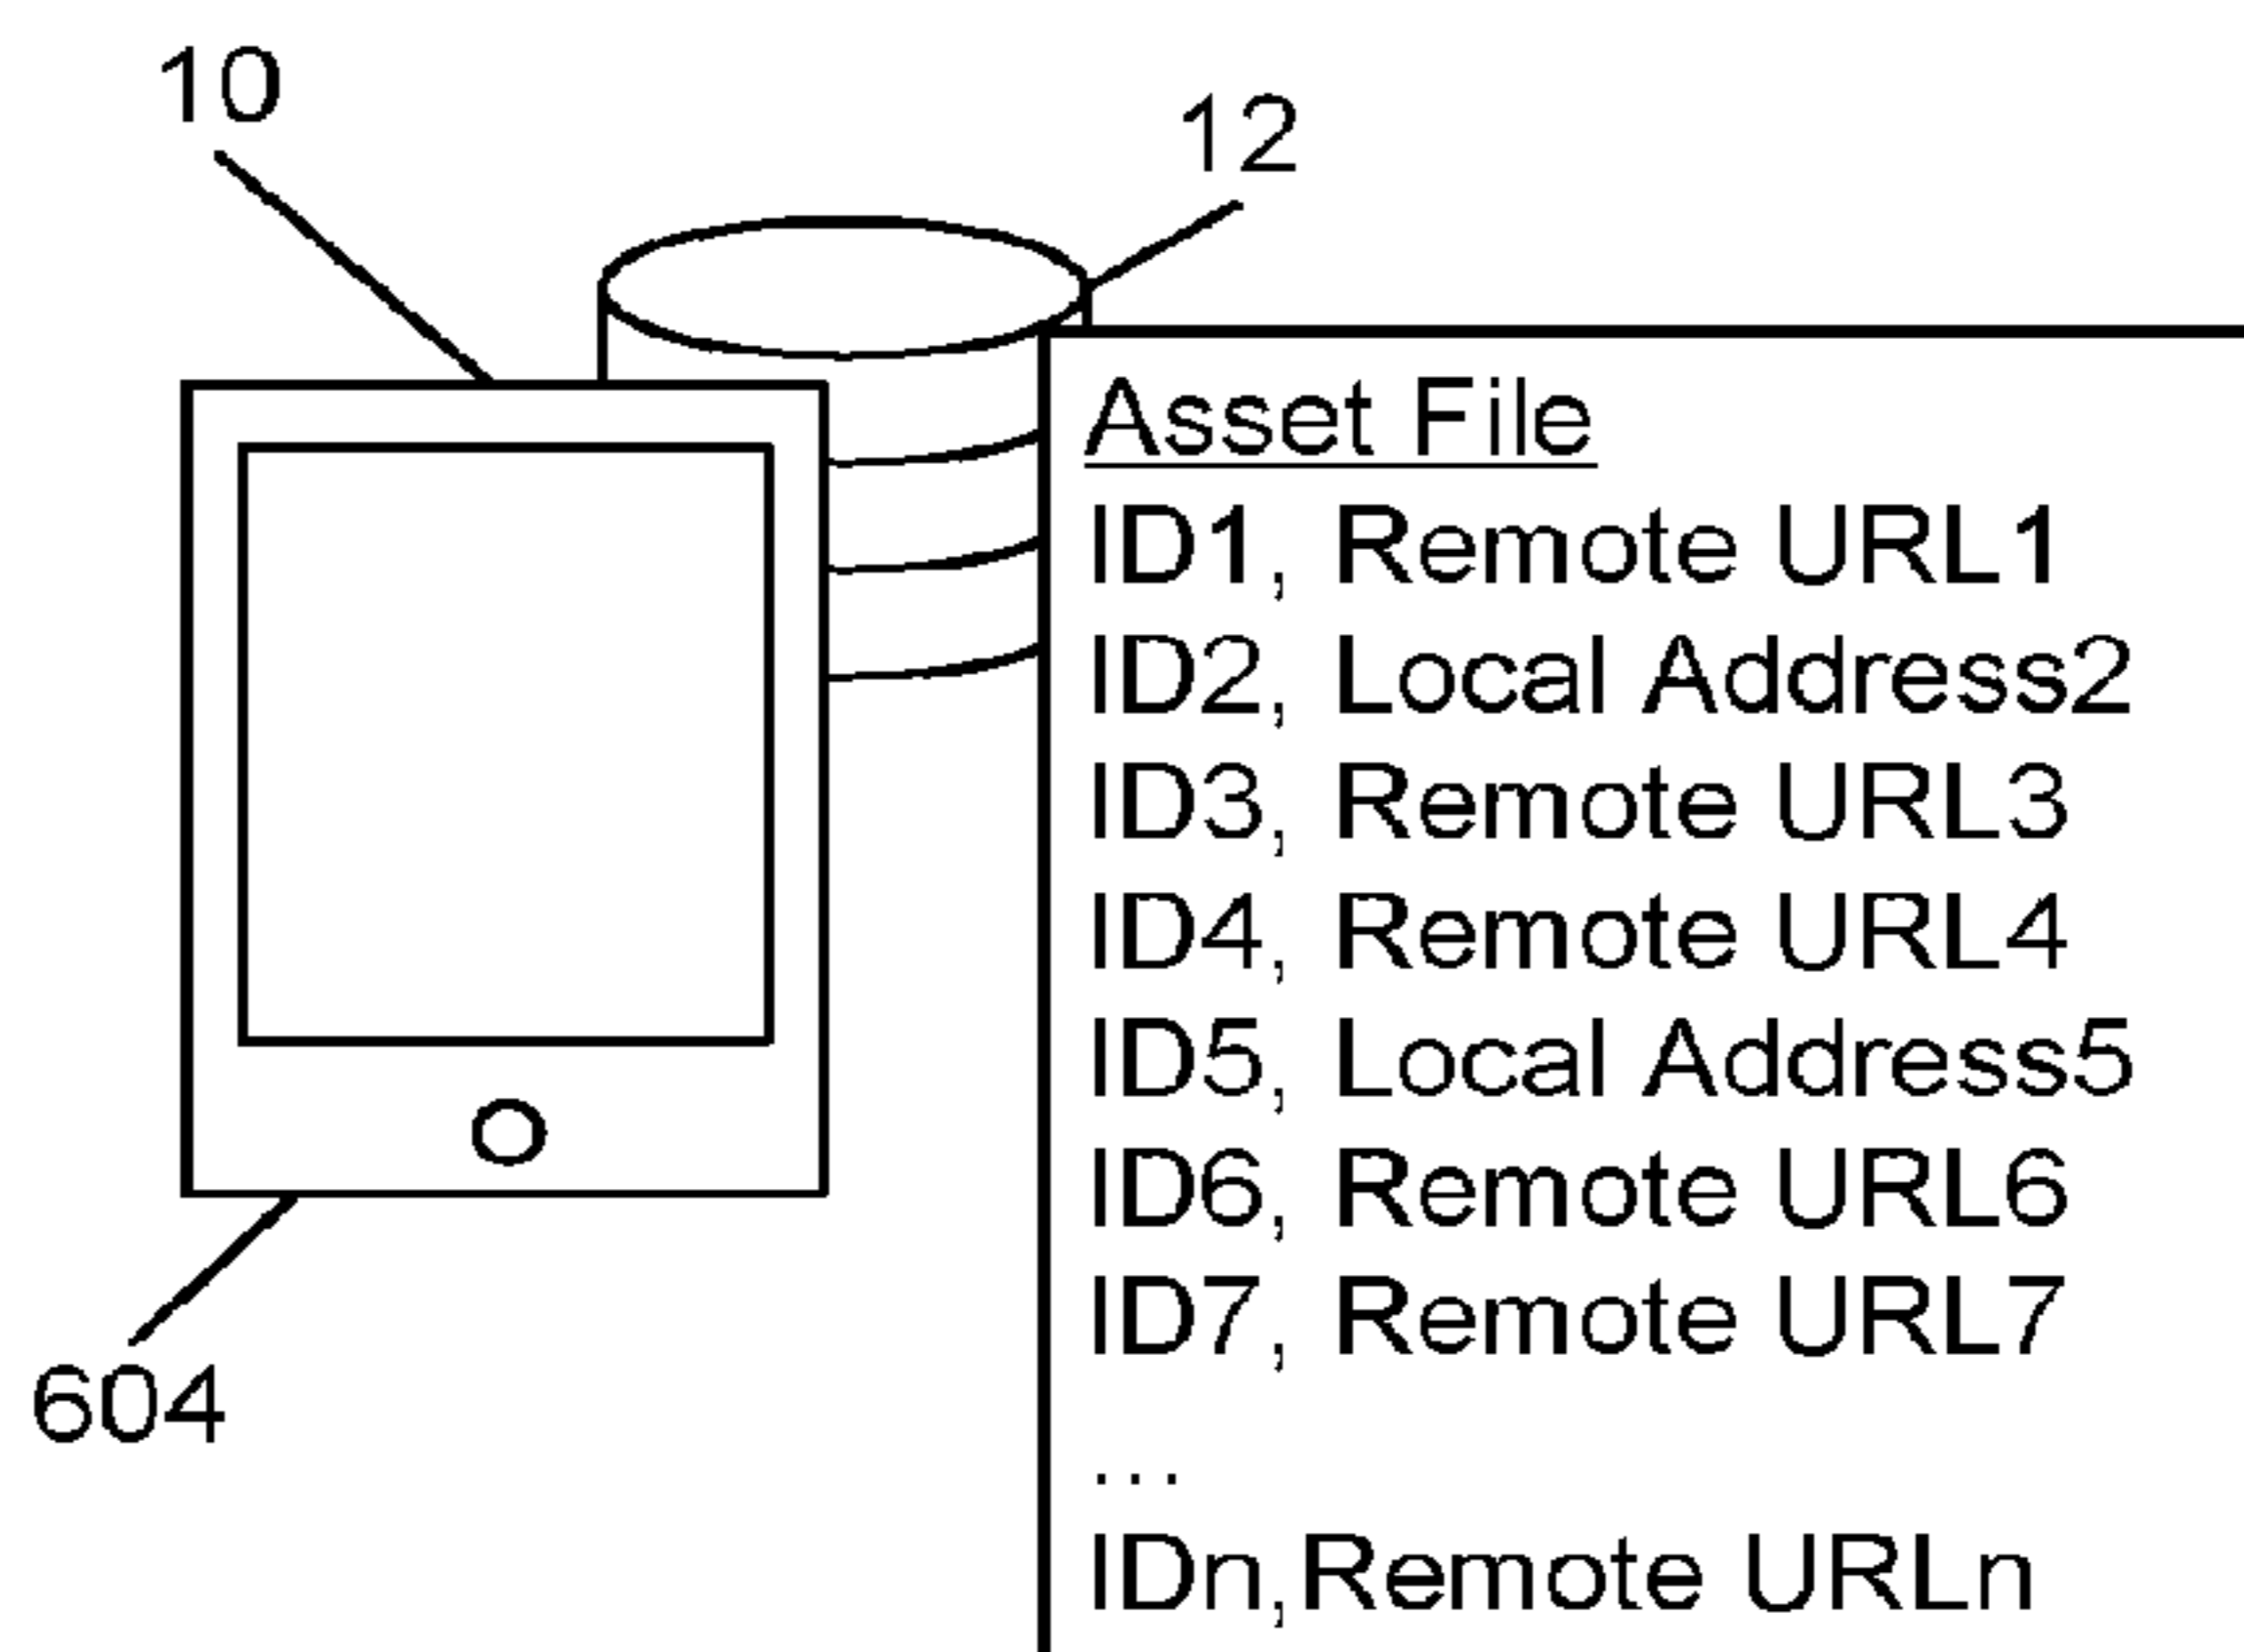 10
12
Asset File
ID1, Remote URL1
ID2, Local Address2
ID3, Remote URL3
ID4, Remote URL4
ID5, Local Address5
ID6, Remote URL6
ID7, Remote URL7
604
...
IDn,Remote URLn